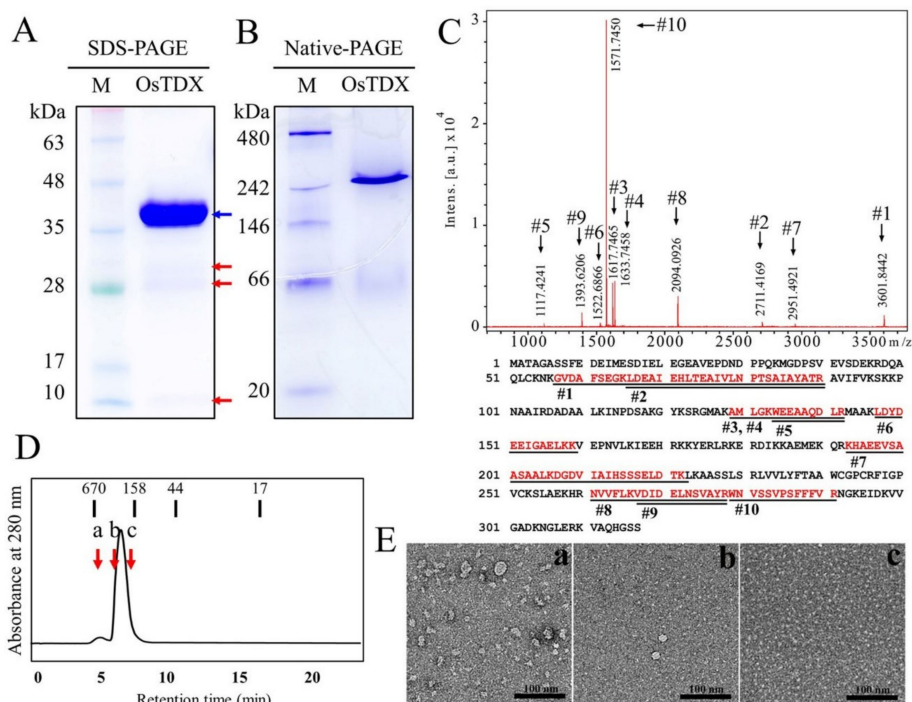 A
SDS-PAGE
M OsTDX
kDa
63
48
35
28
17
10
B
Native-PAGE
M OsTDX
kDa
480
242
146
66
20
C
Intens. [a.u.] x10⁴
3
2
1
0
1000 1500 2000 2500 3000 3500 m/z
#5
1117.4241
#9
1393.6206
#6
1522.6866
1571.7450
#10
#3
1617.7465
#4
1633.7458
#8
2094.0926
#2
2711.4169
#7
2951.4921
#1
3601.8442
1 MATAGASSFE DEIMESDIEL EGEAVEPDND PPQKMGDPSV EVSDEKRDQA
51 QLCKNKGVDA FSEGKLDEAI EHLTEAIVLN PTSAIAYATR AVIFVKSKKP
#1 #2
101 NAAIRDADAA LKINPDSAKG YKSRGMAKAM LGKWEEAAQD LRMAAKLDYD
#3, #4 #5 #6
151 EEIGAELKKV EPNVLKIEEH RKKYERLRKE RDIKKAEMEK QRKHAEEVSA
#7
201 ASAALKDGDV IAIHSSSELD TKLKAASSLS RLVVLYFTAA WCGPCRFIGP
251 VCKSLAEKHR NVVFLKVDID ELNSVAYRWN VSSVPSFFFV RNGKEIDKVV
#8 #9 #10
301 GADKNGLERK VAQHGSS
D
Absorbance at 280 nm
670 158 44 17
a b c
0 5 10 15 20
Retention time (min)
E
a
100 nm
b
100 nm
c
100 nm